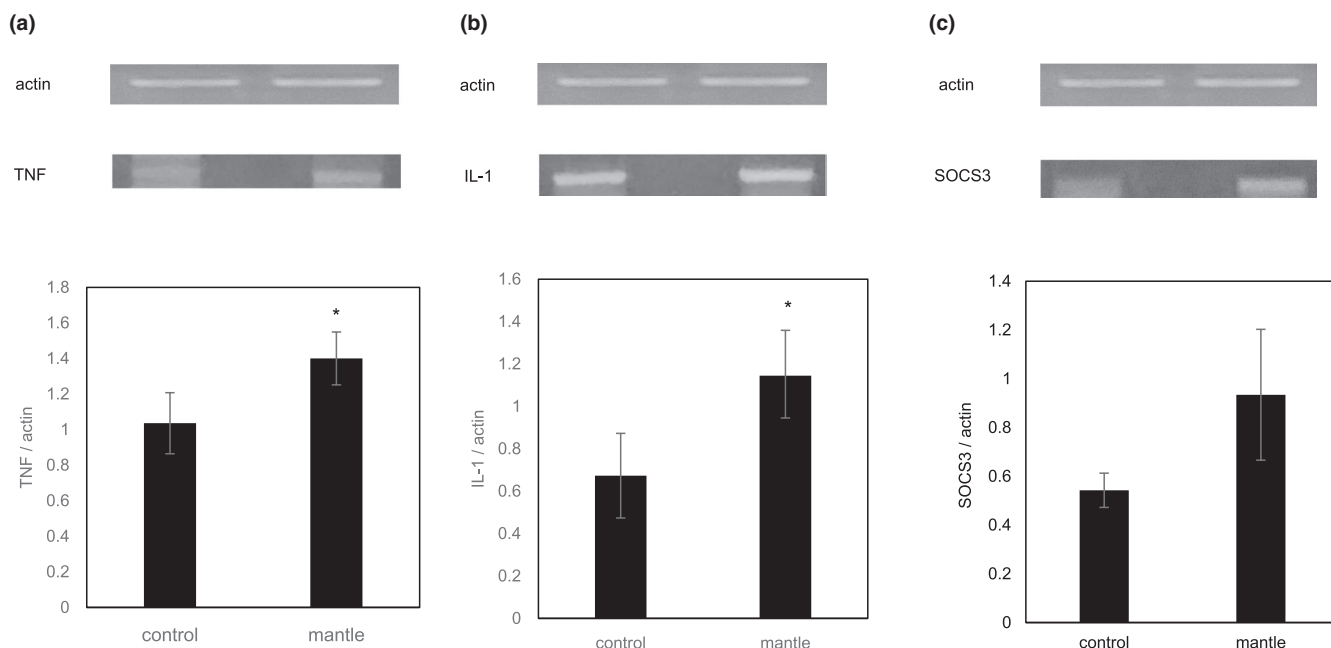 (a)
actin
TNF
1.8
1.6
1.4
1.2
1
0.8
0.6
0.4
0.2
0
TNF / actin
*
control mantle
(b)
actin
IL-1
1.6
1.4
1.2
1
0.8
0.6
0.4
0.2
0
IL-1 / actin
*
control mantle
(c)
actin
SOCS3
1.4
1.2
1
0.8
0.6
0.4
0.2
0
SOCS3 / actin
control mantle